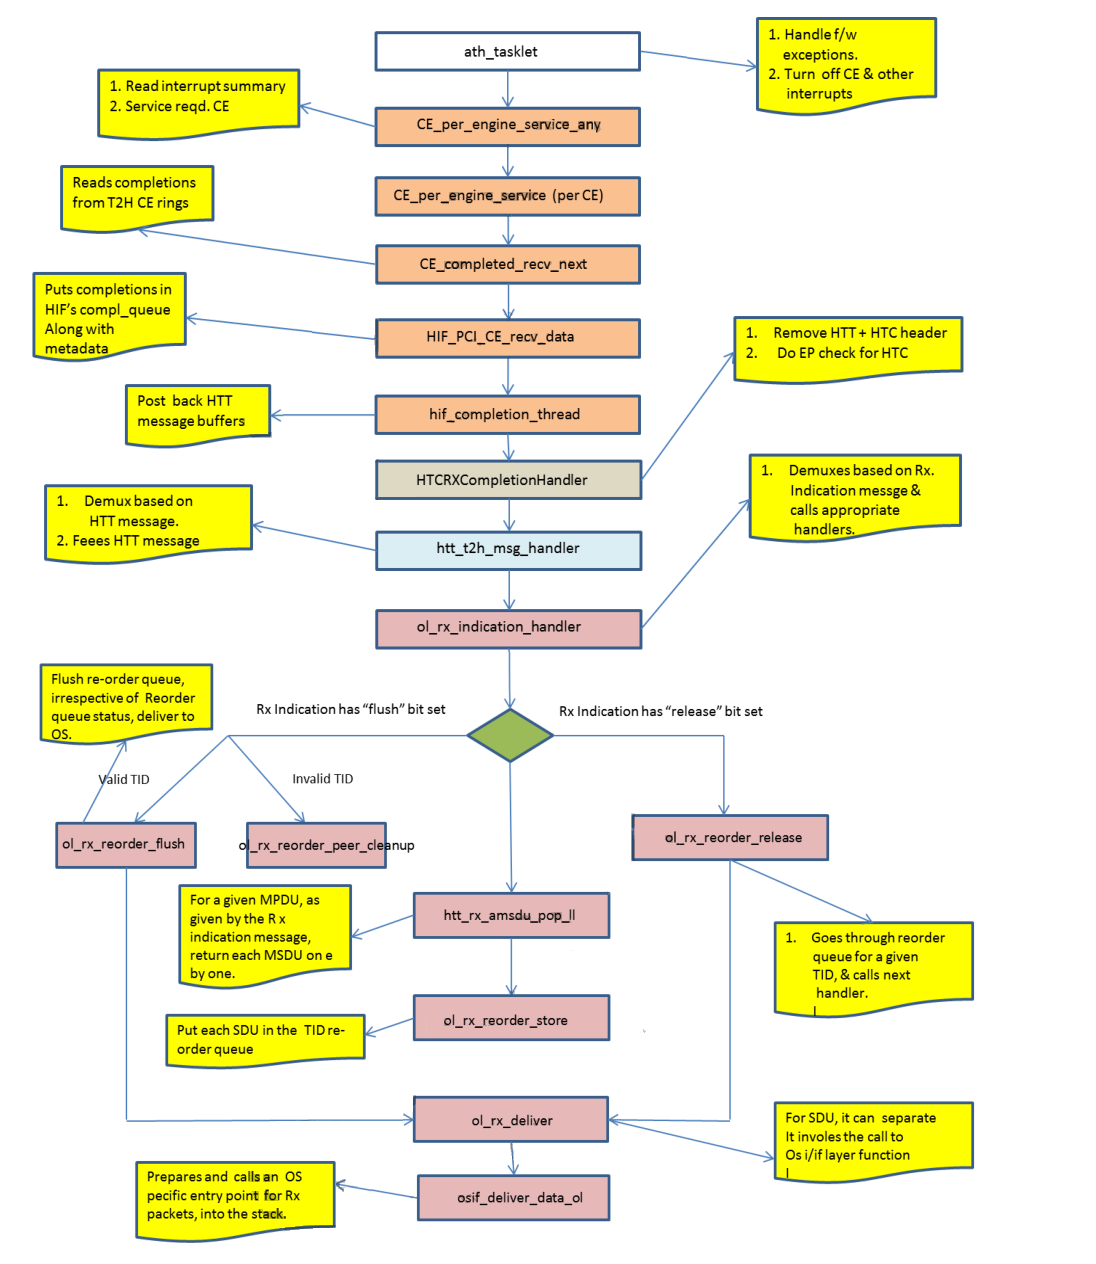 ath_tasklet
1. Handle f/w
exceptions.
2. Turn off CE & other
interrupts
1. Read interrupt summary
2. Service reqd. CE
CE_per_engine_service_any
Reads completions
from T2H CE rings
CE_per_engine_service (per CE)
CE_completed_recv_next
Puts completions in
HIF's compl_queue
Along with
metadata
HIF_PCI_CE_recv_data
1. Remove HTT + HTC header
2. Do EP check for HTC
Post back HTT
message buffers
hif_completion_thread
HTCRXCompletionHandler
1. Demuxes based on Rx.
Indication messge &
calls appropriate
handlers.
1. Demux based on
HTT message.
2. Feees HTT message
htt_t2h_msg_handler
ol_rx_indication_handler
Flush re-order queue,
irrespective of Reorder
queue status, deliver to
OS.
Rx Indication has "flush" bit set
Rx Indication has "release" bit set
Valid TID
Invalid TID
ol_rx_reorder_flush
ol_rx_reorder_peer_cleanup
ol_rx_reorder_release
For a given MPDU, as
given by the R x
indication message,
return each MSDU on e
by one.
htt_rx_amsdu_pop_ll
1. Goes through reorder
queue for a given
TID, & calls next
handler.
Put each SDU in the TID re-
order queue
ol_rx_reorder_store
ol_rx_deliver
For SDU, it can separate
It involes the call to
Os i/if layer function
Prepares and calls an OS
pecific entry point for Rx
packets, into the stack.
osif_deliver_data_ol